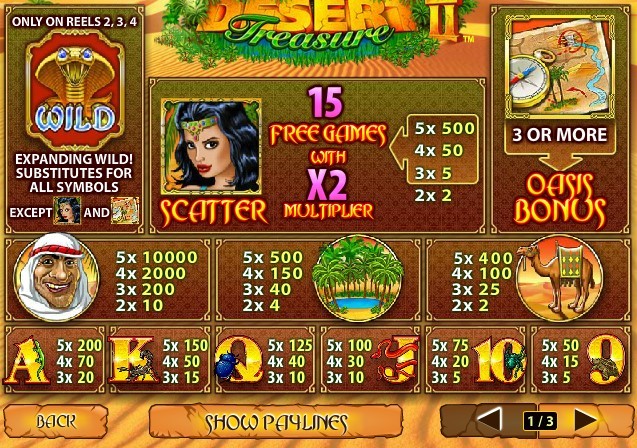 DESERT II
Treasure™
ONLY ON REELS 2, 3, 4
WILD
EXPANDING WILD!
SUBSTITUTES FOR
ALL SYMBOLS
EXCEPT AND
SCATTER
15
FREE GAMES
WITH
X2
MULTIPLIER
5x 500
4x 50
3x 5
2x 2
3 OR MORE
OASIS
BONUS
5x 10000
4x 2000
3x 200
2x 10
5x 500
4x 150
3x 40
2x 4
5x 400
4x 100
3x 25
2x 2
A
5x 200
4x 70
3x 20
K
5x 150
4x 50
3x 15
Q
5x 125
4x 40
3x 10
5x 100
4x 30
3x 10
J
5x 75
4x 20
3x 5
10
5x 50
4x 15
3x 5
9
BACK
SHOW PAYLINES
1/3